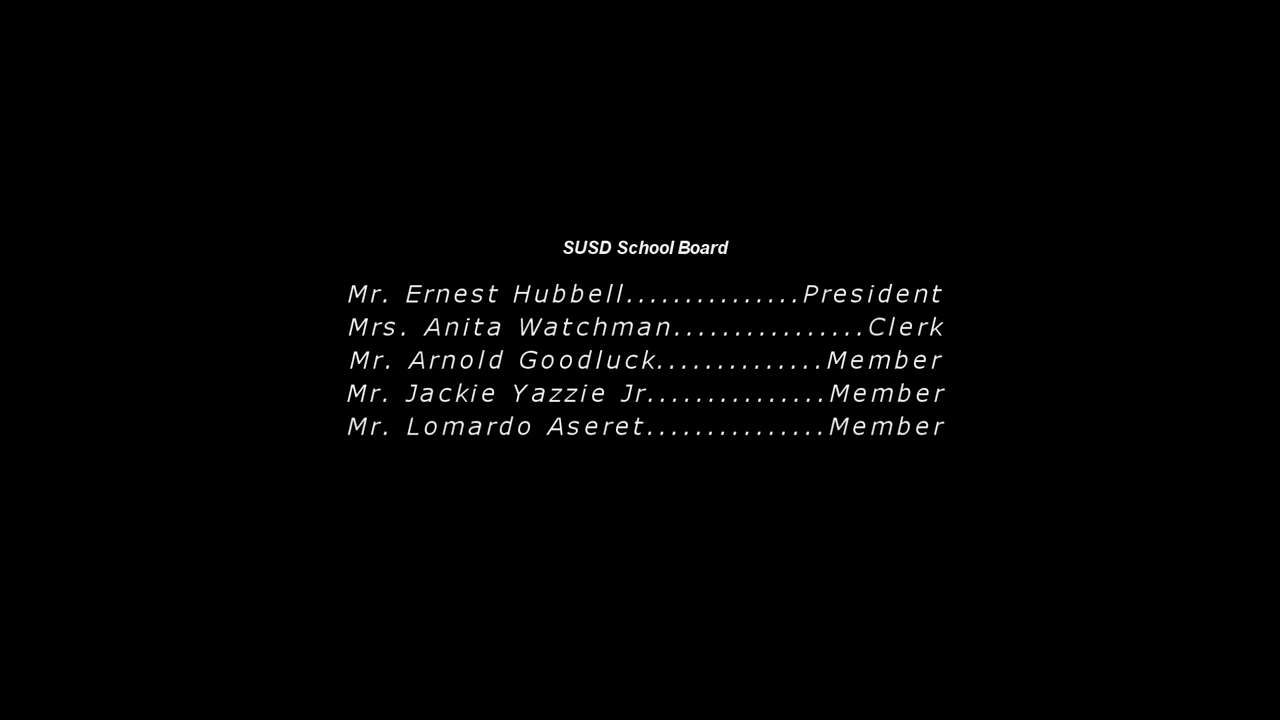 SUSD School Board
Mr. Ernest Hubbell...............President
Mrs. Anita Watchman................Clerk
Mr. Arnold Goodluck..............Member
Mr. Jackie Yazzie Jr...............Member
Mr. Lomardo Aseret...............Member